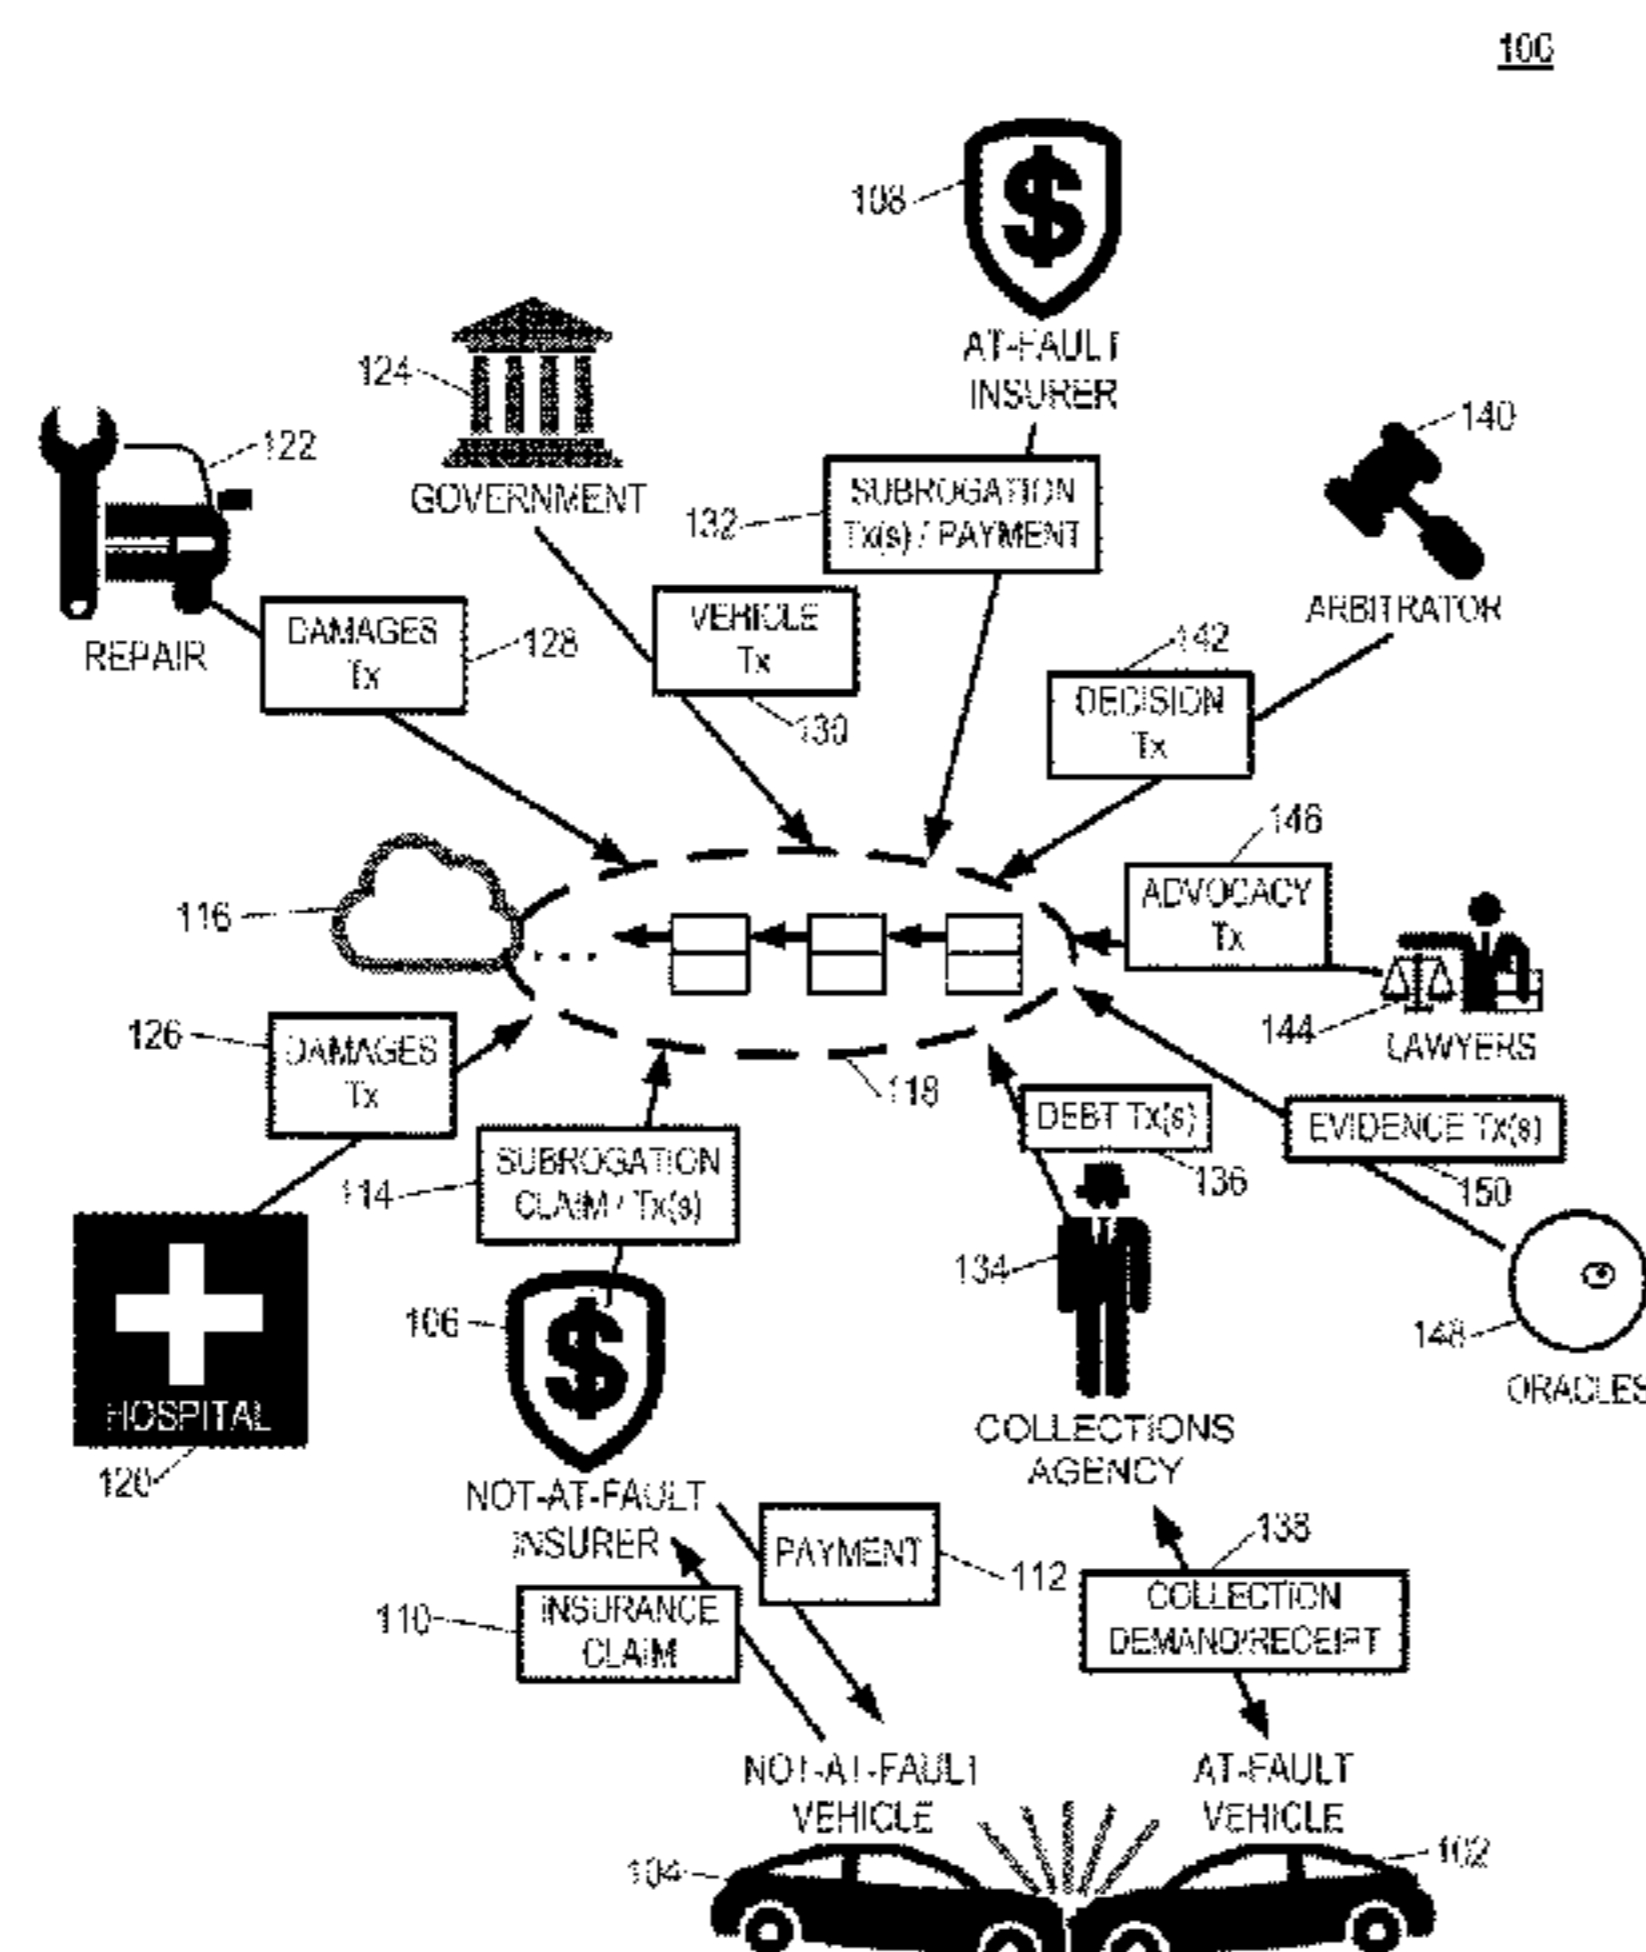 100
108
AT-FAULT
INSURER
124
GOVERNMENT
122
REPAIR
140
ARBITRATOR
132
SUBROGATION
Tx(s) / PAYMENT
DAMAGES
Tx
128
VEHICLE
Tx
130
142
DECISION
Tx
146
ADVOCACY
Tx
116
144
LAWYERS
126
DAMAGES
Tx
118
DEBT Tx(s)
136
EVIDENCE Tx(s)
150
114
SUBROGATION
CLAIM / Tx(s)
134
148
ORACLES
106
HOSPITAL
120
COLLECTIONS
AGENCY
NOT-AT-FAULT
INSURER
PAYMENT
112
138
COLLECTION
DEMAND/RECEIPT
110
INSURANCE
CLAIM
NOT-AT-FAULT
VEHICLE
AT-FAULT
VEHICLE
104
102